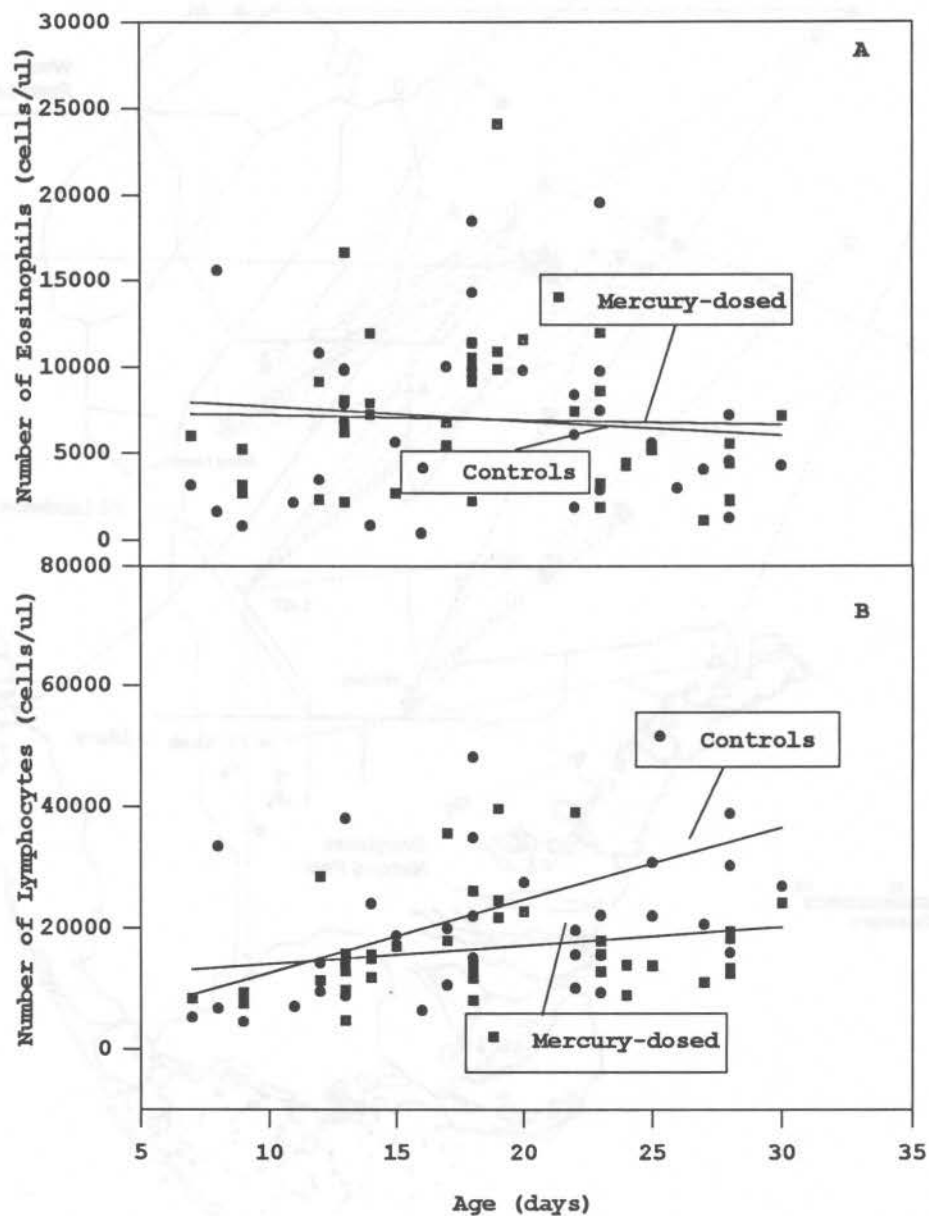 A
Number of Eosinophils (cells/ul)
30000
25000
20000
15000
10000
5000
0
Mercury-dosed
Controls
B
Number of Lymphocytes (cells/ul)
80000
60000
40000
20000
0
Controls
Mercury-dosed
5 10 15 20 25 30 35
Age (days)